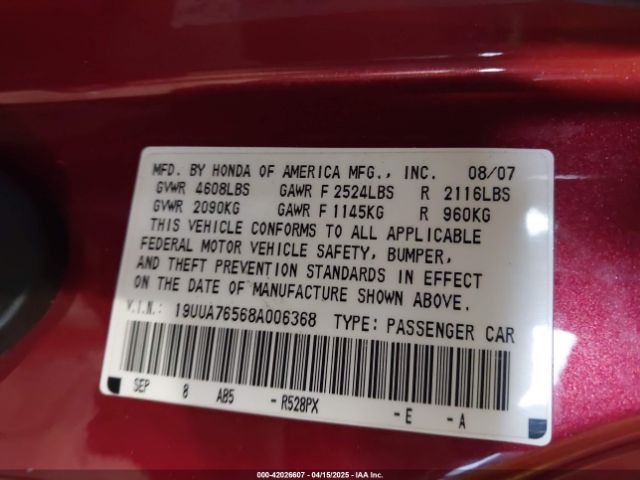 MFD. BY HONDA OF AMERICA MFG., INC. 08/07
GVWR 4608LBS GAWR F 2524LBS R 2116LBS
GVWR 2090KG GAWR F 1145KG R 960KG
THIS VEHICLE CONFORMS TO ALL APPLICABLE
FEDERAL MOTOR VEHICLE SAFETY, BUMPER,
AND THEFT PREVENTION STANDARDS IN EFFECT
ON THE DATE OF MANUFACTURE SHOWN ABOVE.
V.I.N.: 19UUA76568A006368 TYPE: PASSENGER CAR
SEP 0 AB5 - R528PX - E - A
000-42026607 - 04/15/2025 - IAA Inc.